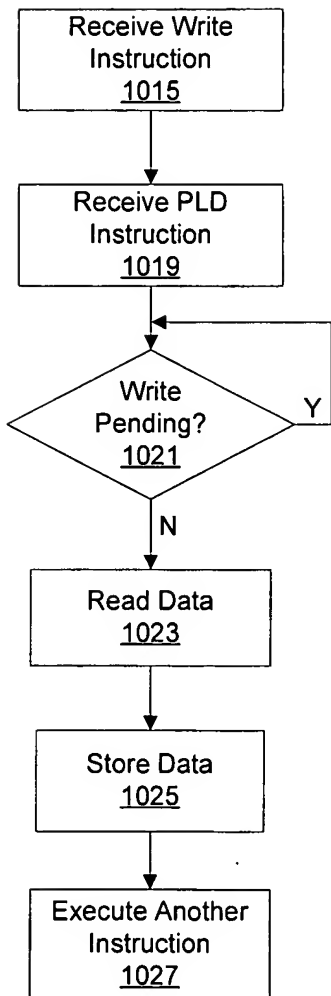 Receive Write
Instruction
1015
Receive PLD
Instruction
1019
Write
Pending?
1021
Y
N
Read Data
1023
Store Data
1025
Execute Another
Instruction
1027